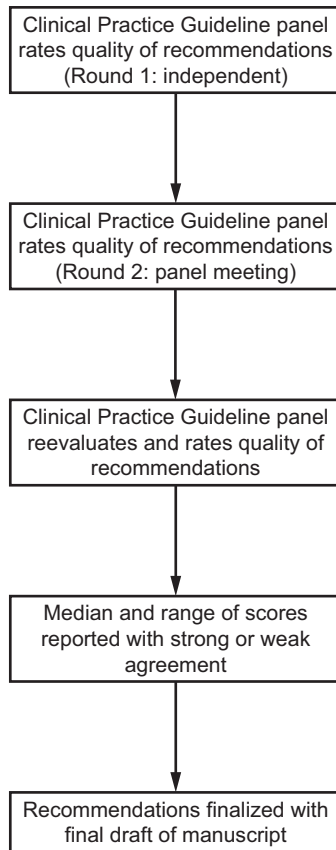 Clinical Practice Guideline panel
rates quality of recommendations
(Round 1: independent)
Clinical Practice Guideline panel
rates quality of recommendations
(Round 2: panel meeting)
Clinical Practice Guideline panel
reevaluates and rates quality of
recommendations
Median and range of scores
reported with strong or weak
agreement
Recommendations finalized with
final draft of manuscript